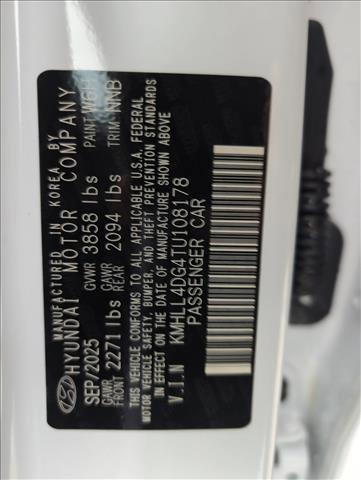 MANUFACTURED IN KOREA BY
HYUNDAI MOTOR COMPANY
SEP/2025 GVWR 3858 lbs PAINT W6H
GAWR FRONT 2271 lbs GAWR REAR 2094 lbs TRIM NNB
THIS VEHICLE CONFORMS TO ALL APPLICABLE U.S.A. FEDERAL
MOTOR VEHICLE SAFETY, BUMPER, AND THEFT PREVENTION STANDARDS
IN EFFECT ON THE DATE OF MANUFACTURE SHOWN ABOVE
V.I.N KMHLL4DG4TU108178
PASSENGER CAR